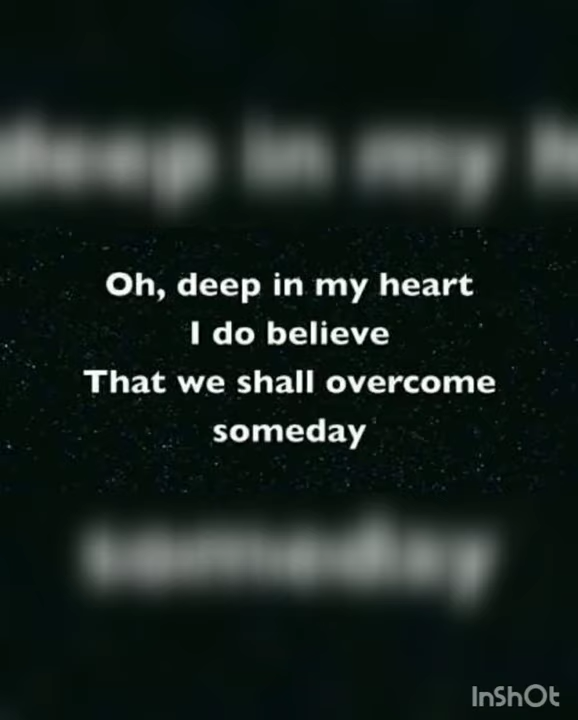 deep in my h
Oh, deep in my heart
I do believe
That we shall overcome
someday
someday
InShOt